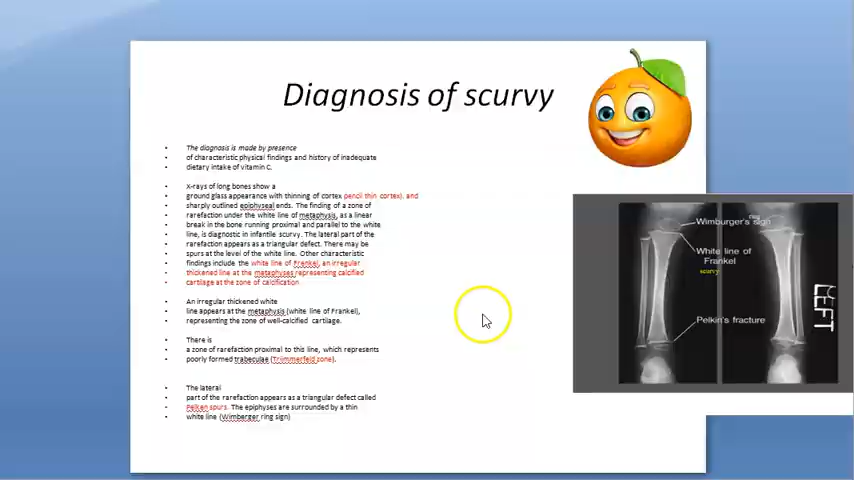 Diagnosis of scurvy
• The diagnosis is made by presence
• of characteristic physical findings and history of inadequate
• dietary intake of vitamin C.
• X-rays of long bones show a
• ground glass appearance with thinning of cortex pencil thin cortex). and
• sharply outlined epiphyseal ends. The finding of a zone of
• rarefaction under the white line of metaphysis, as a linear
• break in the bone running proximal and parallel to the white
• line, is diagnostic in infantile scurvy. The lateral part of the
• rarefaction appears as a triangular defect. There may be
• spurs at the level of the white line. Other characteristic
• findings include the white line of Frenkel, an irregular
• thickened line at the metaphyses representing calcified
• cartilage at the zone of calcification
• An irregular thickened white
• line appears at the metaphysis (white line of Frankel),
• representing the zone of well-calcified cartilage.
• There is
• a zone of rarefaction proximal to this line, which represents
• poorly formed trabeculae (Trümmerfeld zone).
• The lateral
• part of the rarefaction appears as a triangular defect called
• Pelken spurs. The epiphyses are surrounded by a thin
• white line (Wimberger ring sign)
ring
Wimburger's sign
White line of
Frankel
scurvy
Pelkin's fracture
LEFT